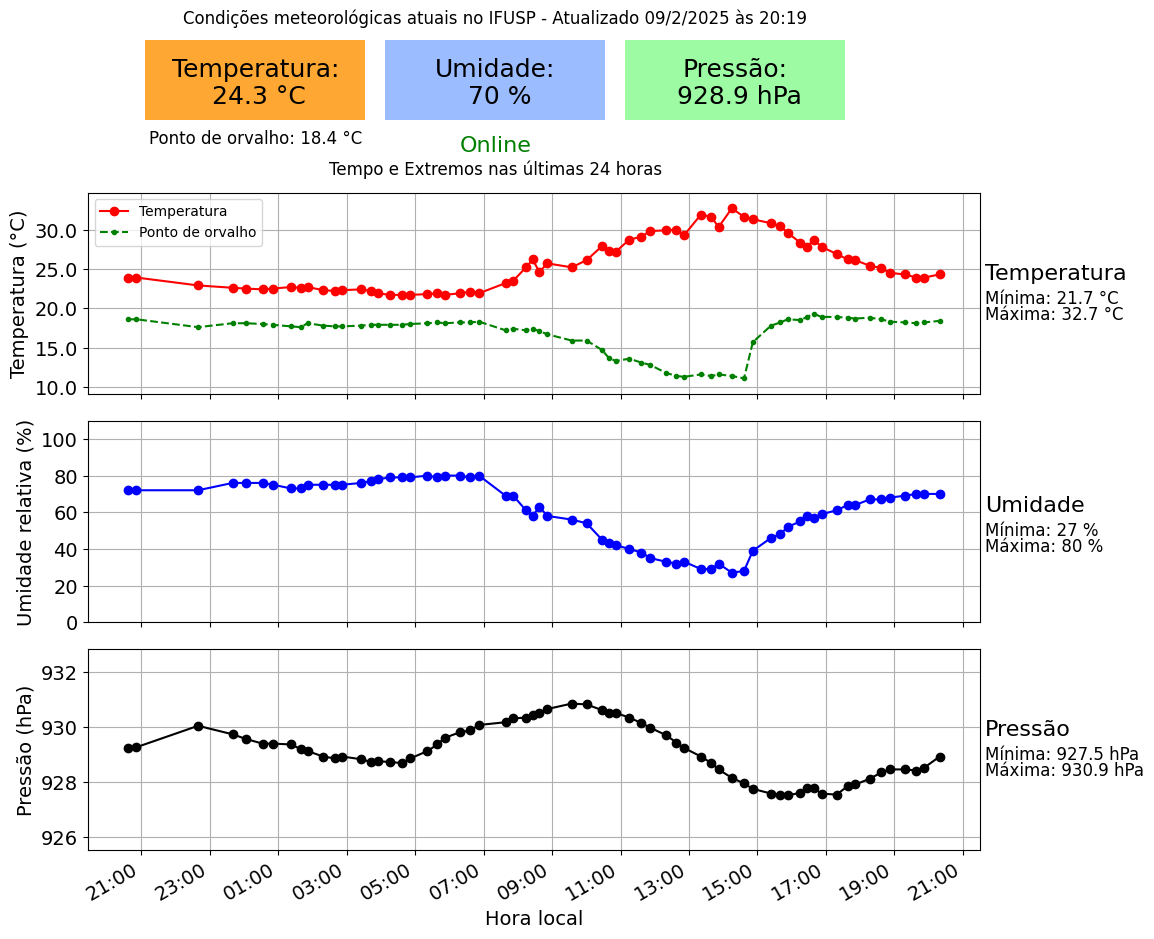 Condições meteorológicas atuais no IFUSP - Atualizado 09/2/2025 às 20:19
Temperatura:
24.3 °C
Umidade:
70 %
Pressão:
928.9 hPa
Ponto de orvalho: 18.4 °C
Online
Tempo e Extremos nas últimas 24 horas
Temperatura (°C)
30.0
25.0
20.0
15.0
10.0
Temperatura
Ponto de orvalho
Temperatura
Mínima: 21.7 °C
Máxima: 32.7 °C
Umidade relativa (%)
100
80
60
40
20
0
Umidade
Mínima: 27 %
Máxima: 80 %
Pressão (hPa)
932
930
928
926
Pressão
Mínima: 927.5 hPa
Máxima: 930.9 hPa
21:00
23:00
01:00
03:00
05:00
07:00
09:00
11:00
13:00
15:00
17:00
19:00
21:00
Hora local